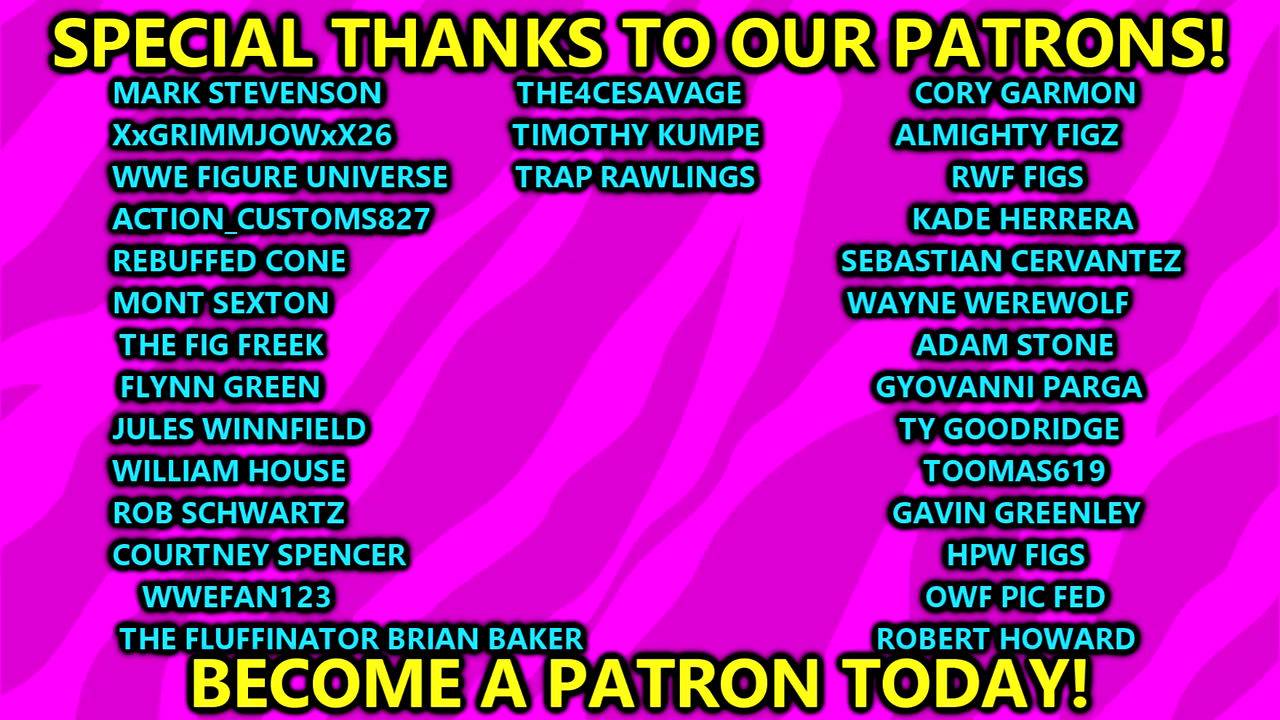 SPECIAL THANKS TO OUR PATRONS!
MARK STEVENSON
XxGRIMMJOWxX26
WWE FIGURE UNIVERSE
ACTION_CUSTOMS827
REBUFFED CONE
MONT SEXTON
THE FIG FREEK
FLYNN GREEN
JULES WINNFIELD
WILLIAM HOUSE
ROB SCHWARTZ
COURTNEY SPENCER
WWEFAN123
THE FLUFFINATOR BRIAN BAKER
THE4CESAVAGE
TIMOTHY KUMPE
TRAP RAWLINGS
CORY GARMON
ALMIGHTY FIGZ
RWF FIGS
KADE HERRERA
SEBASTIAN CERVANTEZ
WAYNE WEREWOLF
ADAM STONE
GYOVANNI PARGA
TY GOODRIDGE
TOOMAS619
GAVIN GREENLEY
HPW FIGS
OWF PIC FED
ROBERT HOWARD
BECOME A PATRON TODAY!